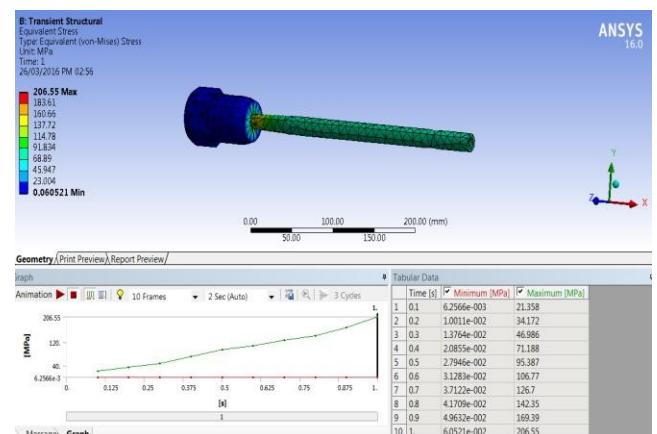 B: Transient Structural
Equivalent Stress
Type: Equivalent (von-Mises) Stress
Unit: MPa
Time: 1
26/03/2016 PM 02:56
206.55 Max
183.61
160.66
137.72
114.78
91.834
68.89
45.947
23.004
0.060521 Min
ANSYS
16.0
Y
Z
X
0.00 100.00 200.00 (mm)
50.00 150.00
Geometry Print Preview Report Preview
Graph
Animation 10 Frames 2 Sec (Auto) 3 Cycles
1.
206.55
120.
40.
6.2566e-3
[MPa]
0. 0.125 0.25 0.375 0.5 0.625 0.75 0.875 1.
[s]
1
Messages Graph
Tabular Data
Time [s] Minimum [MPa] Maximum [MPa]
1 0.1 6.2566e-003 21.358
2 0.2 1.0011e-002 34.172
3 0.3 1.3764e-002 46.986
4 0.4 2.0855e-002 71.188
5 0.5 2.7946e-002 95.387
6 0.6 3.1283e-002 106.77
7 0.7 3.7122e-002 126.7
8 0.8 4.1709e-002 142.35
9 0.9 4.9632e-002 169.39
10 1. 6.0521e-002 206.55